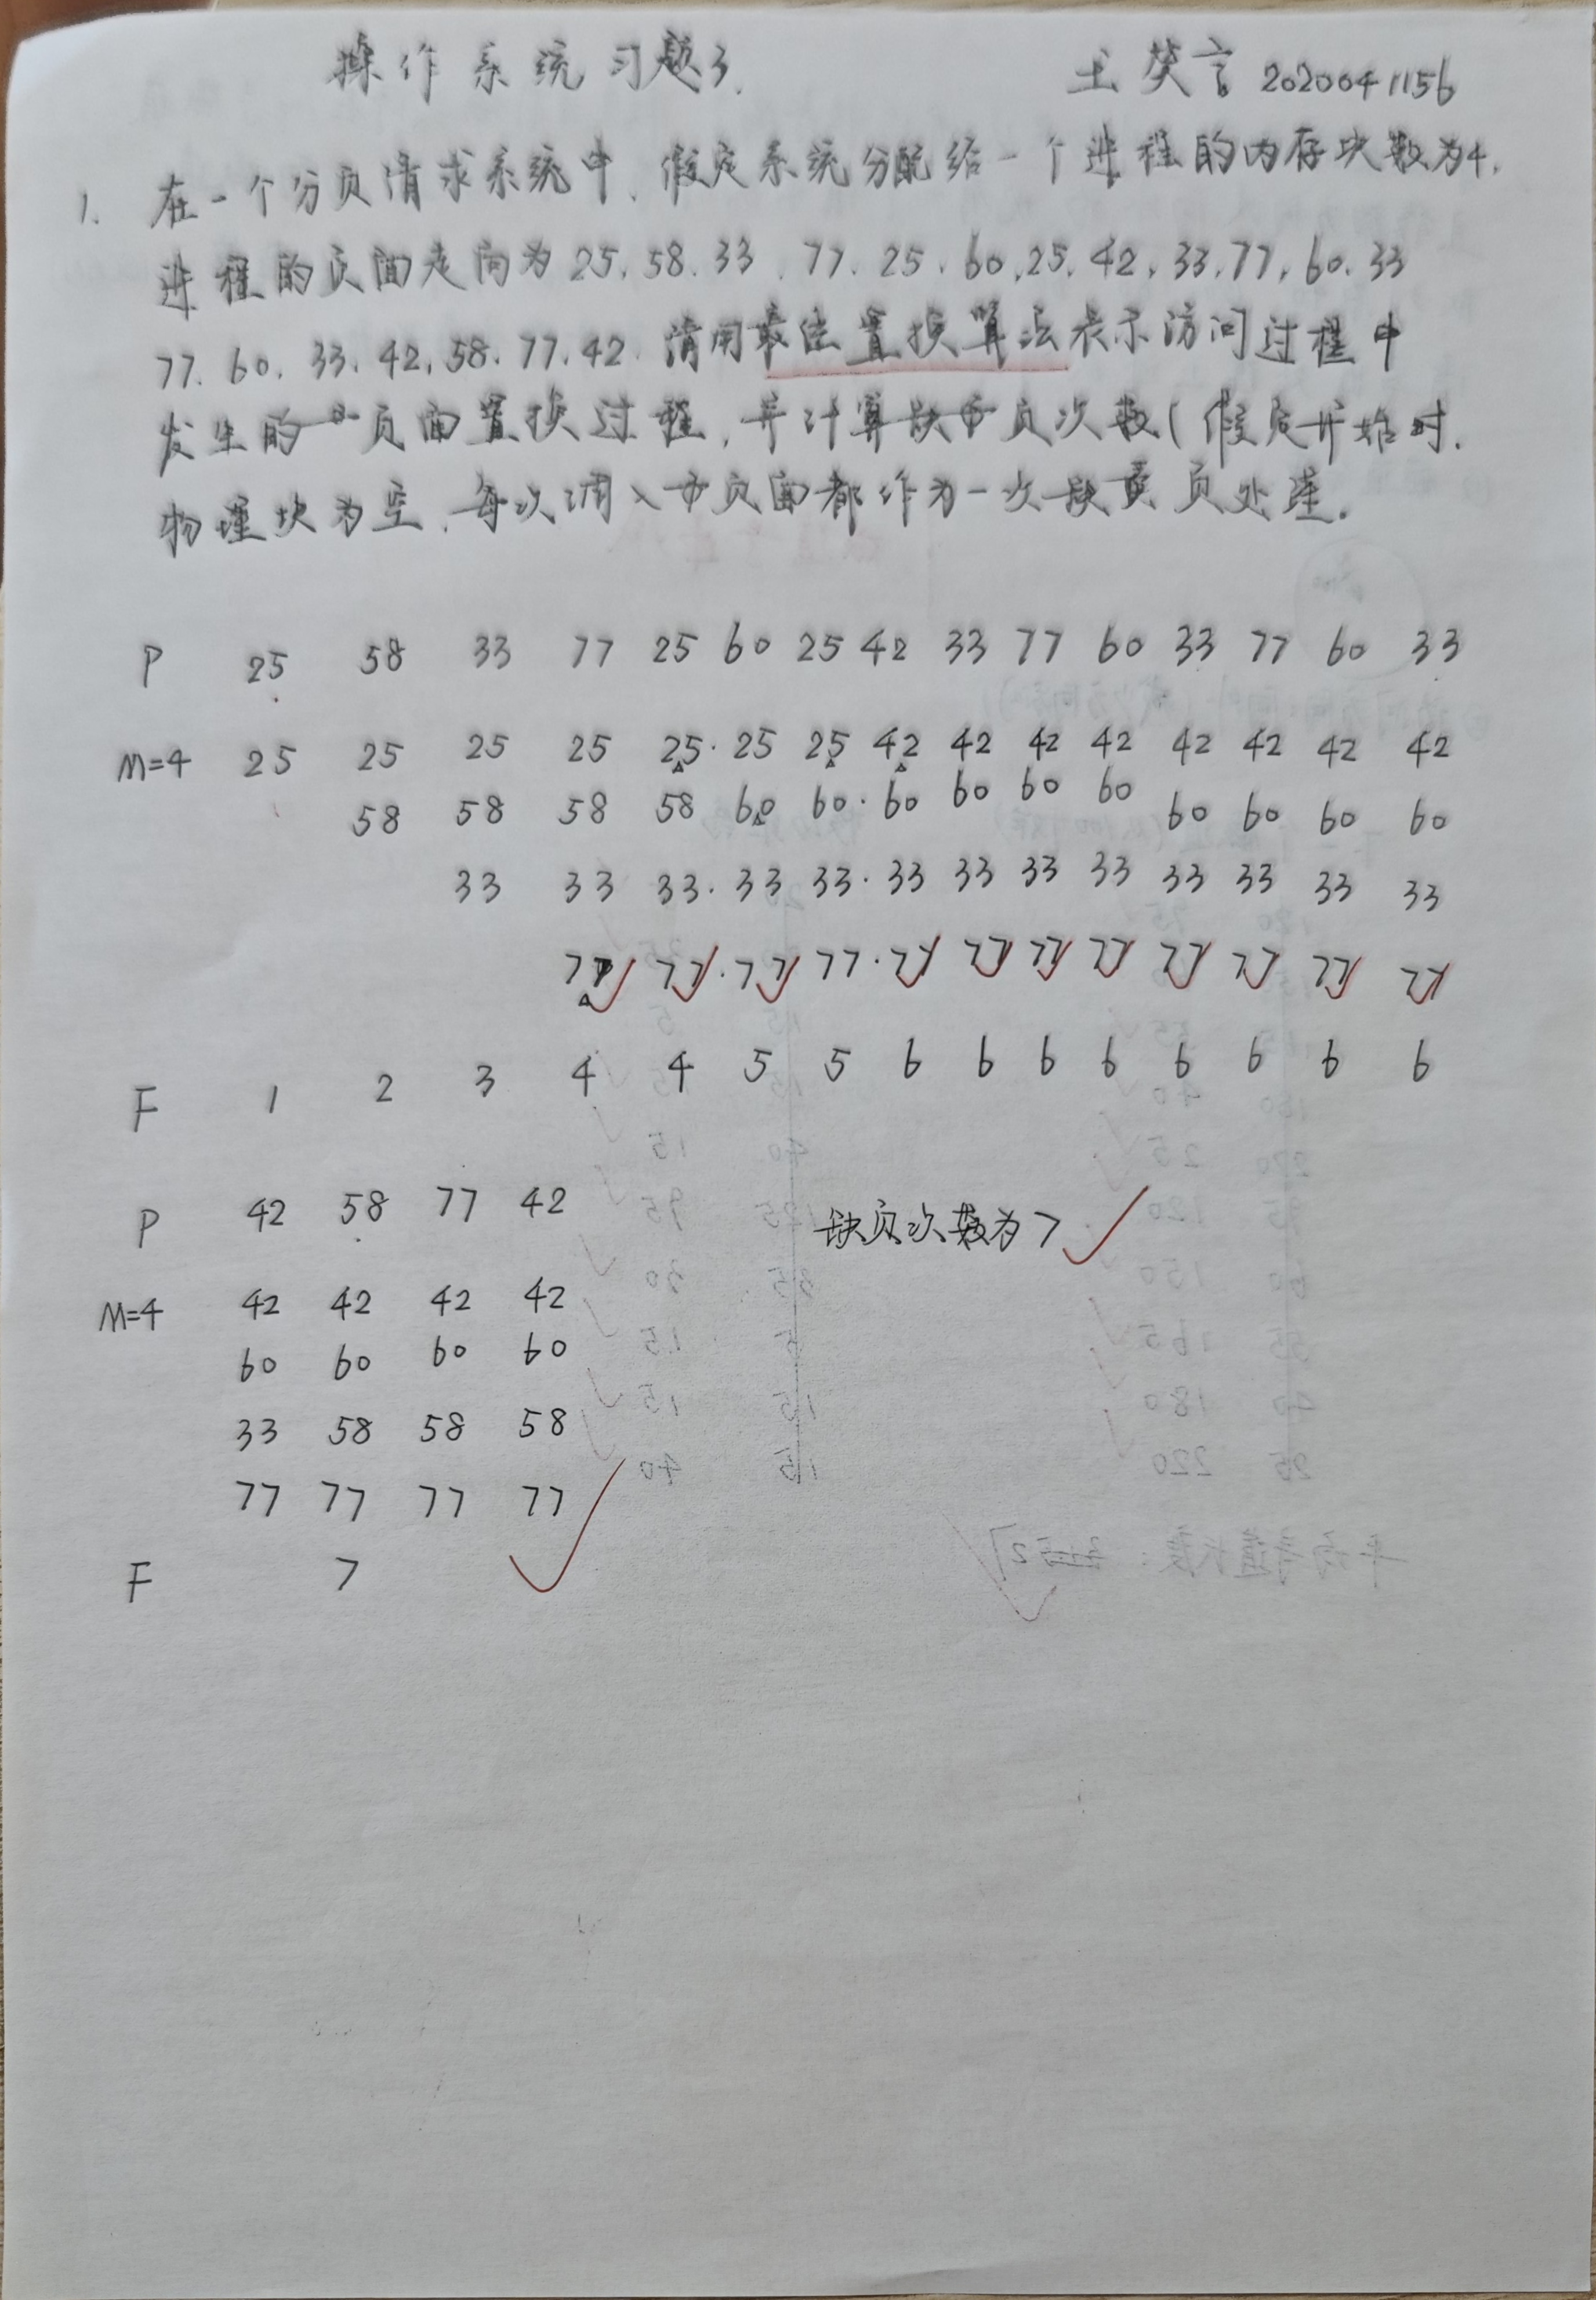 操作系统习题3. 王葵言 2020041156
1. 在一个分页请求系统中、假定系统分配给一个进程的内存块数为4.
进程的页面走向为25.58.33.77.25.60.25.42.33.77.60.33
77.60.33.42.58.77.42. 请用最佳置换算法表示访问过程中
发生的页面置换过程,并计算缺页次数(假定开始时.
物理块为空.每次调入页面都作为一次缺页处理.
P 25 58 33 77 25 60 25 42 33 77 60 33 77 60 33
M=4 25 25 25 25 25 25 25 42 42 42 42 42 42 42 42
58 58 58 58 60 60 60 60 60 60 60 60 60 60
33 33 33 33 33 33 33 33 33 33 33 33 33
77 77 77 77 77 77 77 77 77 77 77 77
F 1 2 3 4 4 5 5 6 6 6 6 6 6 6 6
P 42 58 77 42 缺页次数为7
M=4 42 42 42 42
60 60 60 60
33 58 58 58
77 77 77 77
F 7